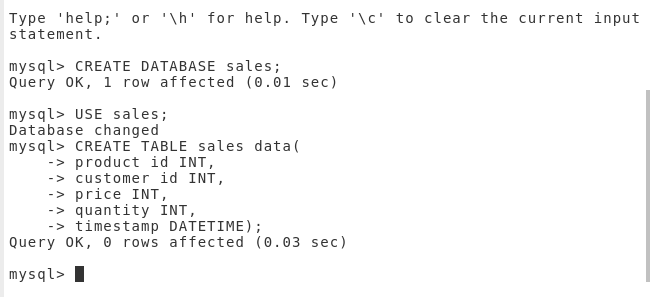 Type 'help;' or '\h' for help. Type '\c' to clear the current input
statement.
mysql> CREATE DATABASE sales;
Query OK, 1 row affected (0.01 sec)
mysql> USE sales;
Database changed
mysql> CREATE TABLE sales data(
-> product id INT,
-> customer id INT,
-> price INT,
-> quantity INT,
-> timestamp DATETIME);
Query OK, 0 rows affected (0.03 sec)
mysql>